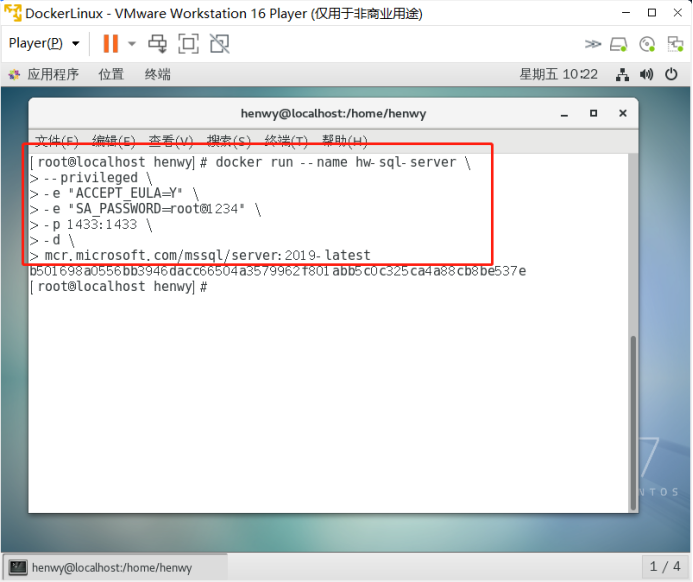 DockerLinux - VMware Workstation 16 Player (仅用于非商业用途)
Player(P)
应用程序 位置 终端 星期五 10:22
henwy@localhost:/home/henwy
文件(F) 编辑(E) 查看(V) 搜索(S) 终端(T) 帮助(H)
[root@localhost henwy]# docker run --name hw-sql-server \
> --privileged \
> -e "ACCEPT_EULA=Y" \
> -e "SA_PASSWORD=root@1234" \
> -p 1433:1433 \
> -d \
> mcr.microsoft.com/mssql/server:2019-latest
b501698a0556bb3946dacc66504a3579962f801abb5c0c325ca4a88cb8be537e
[root@localhost henwy]#
7
NTOS
henwy@localhost:/home/henwy 1 / 4